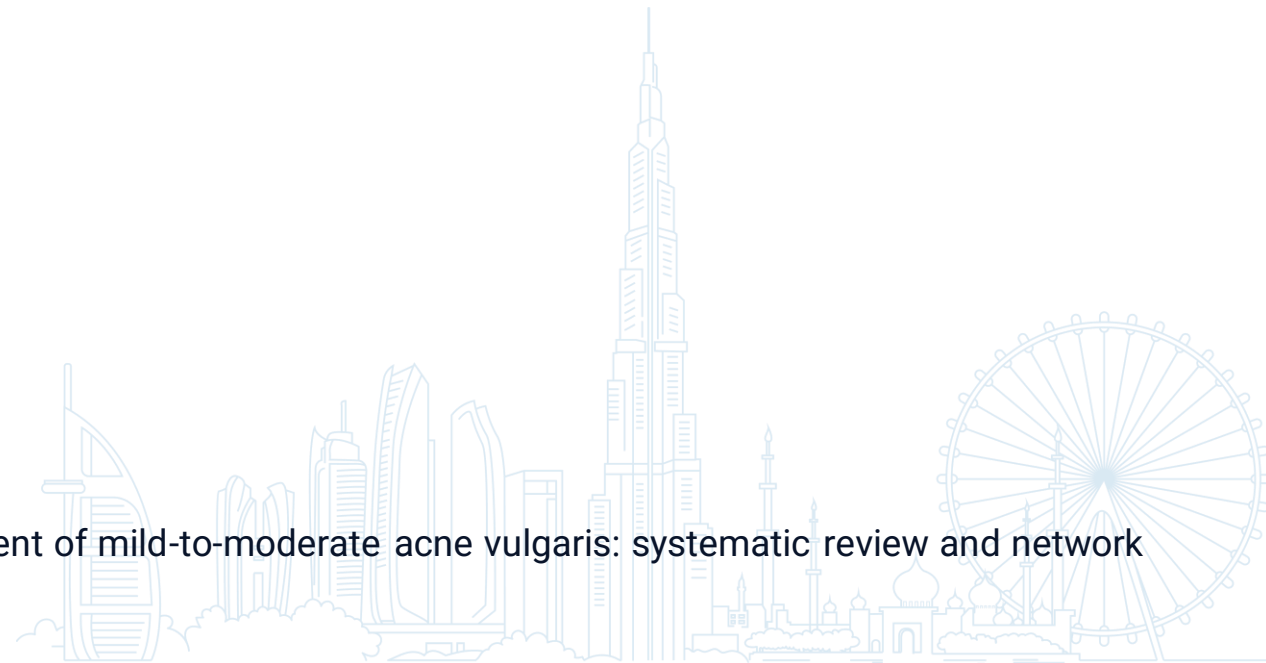 ent of mild-to-moderate acne vulgaris: systematic review and network